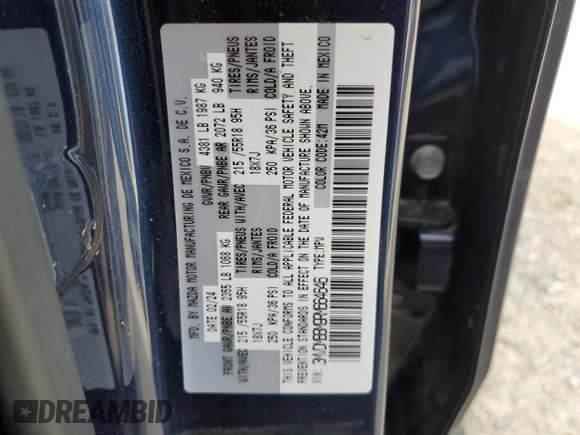 MFD. BY MAZDA MOTOR MANUFACTURING DE MEXICO S.A. DE C.V.
DATE 02/24 GVWR/PNBV 4381 LB 1987 KG
FRONT GAWR/PNBE AV 2355 LB 1068 KG REAR GAWR/PNBE AR 2072 LB 940 KG
WITH/AVEC TIRES/PNEUS WITH/AVEC TIRES/PNEUS
215 /55R18 95H RIMS/JANTES 215 /55R18 95H RIMS/JANTES
18X7J COLD/A FROID 18X7J COLD/A FROID
250 KPA/36 PSI 250 KPA/36 PSI
THIS VEHICLE CONFORMS TO ALL APPLICABLE FEDERAL MOTOR VEHICLE SAFETY AND THEFT
PREVENTION STANDARDS IN EFFECT ON THE DATE OF MANUFACTURE SHOWN ABOVE.
VIN: TYPE:MPV COLOR CODE:42M MADE IN MEXICO
DREAMBID